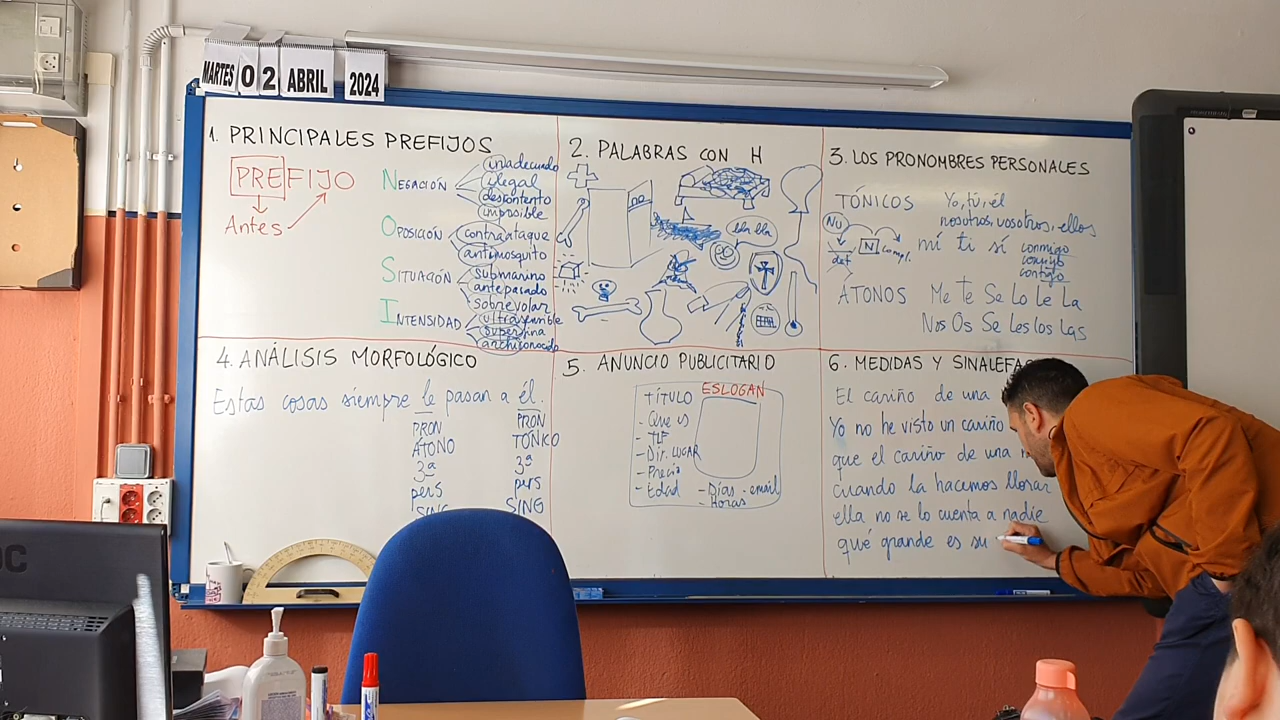 MARTES 02 ABRIL 2024
1. PRINCIPALES PREFIJOS
PREFIJO
Antes
NEGACIÓN
inadecuado
ilegal
descontento
imposible
OPOSICIÓN
contraataque
antimosquito
SITUACIÓN
submarino
antepasado
sobrevolar
INTENSIDAD
ultrasensible
superfina
archiconocido
2. PALABRAS CON H
bla bla
3. LOS PRONOMBRES PERSONALES
TÓNICOS
Yo, tú, él
nosotros, vosotros, ellos
mí ti sí
conmigo
contigo
N
compl.
det
ÁTONOS
Me te Se Lo Le La
Nos Os Se Les los Las
4. ANÁLISIS MORFOLÓGICO
Estas cosas siempre le pasan a él.
PRON PRON
ÁTONO TÓNICO
3ª 3ª
pers pers
SING SING
5. ANUNCIO PUBLICITARIO
ESLOGAN
TÍTULO
- Qué es
- TLF
- Dir. LUGAR
- Precio
- Edad
- Días - email
- Horas
6. MEDIDAS Y SINALEFAS
El cariño de una
Yo no he visto un cariño
que el cariño de una
cuando la hacemos llorar
ella no se lo cuenta a nadie
qué grande es su